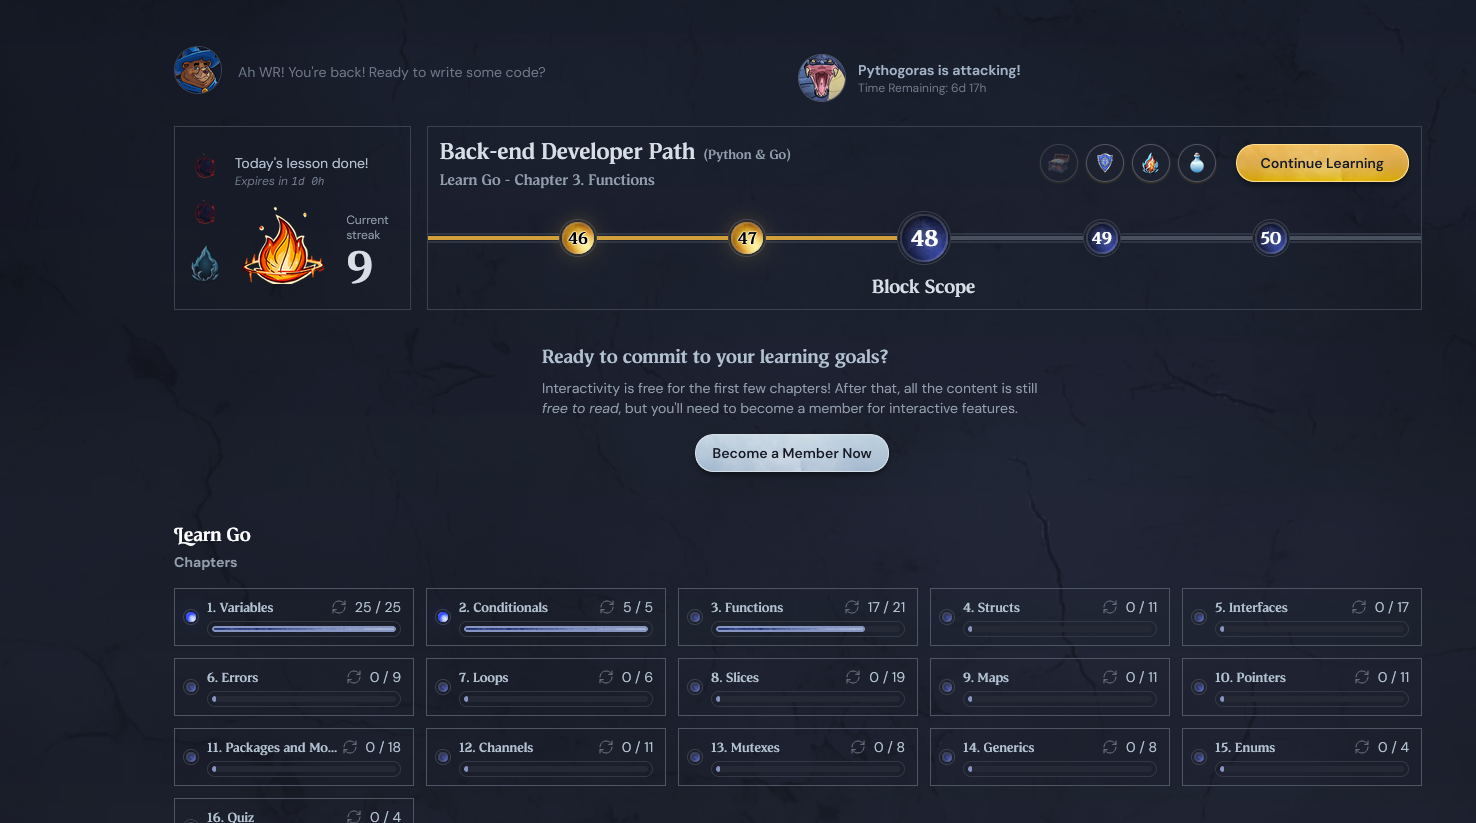 Ah WR! You're back! Ready to write some code?
Pythogoras is attacking!
Time Remaining: 6d 17h
Today's lesson done!
Expires in 1d 0h
Current
streak
9
Back-end Developer Path (Python & Go)
Learn Go - Chapter 3. Functions
Continue Learning
46 47 48 49 50
Block Scope
Ready to commit to your learning goals?
Interactivity is free for the first few chapters! After that, all the content is still
free to read, but you'll need to become a member for interactive features.
Become a Member Now
Learn Go
Chapters
1. Variables 25 / 25
2. Conditionals 5 / 5
3. Functions 17 / 21
4. Structs 0 / 11
5. Interfaces 0 / 17
6. Errors 0 / 9
7. Loops 0 / 6
8. Slices 0 / 19
9. Maps 0 / 11
10. Pointers 0 / 11
11. Packages and Mo... 0 / 18
12. Channels 0 / 11
13. Mutexes 0 / 8
14. Generics 0 / 8
15. Enums 0 / 4
16. Quiz 0 / 4